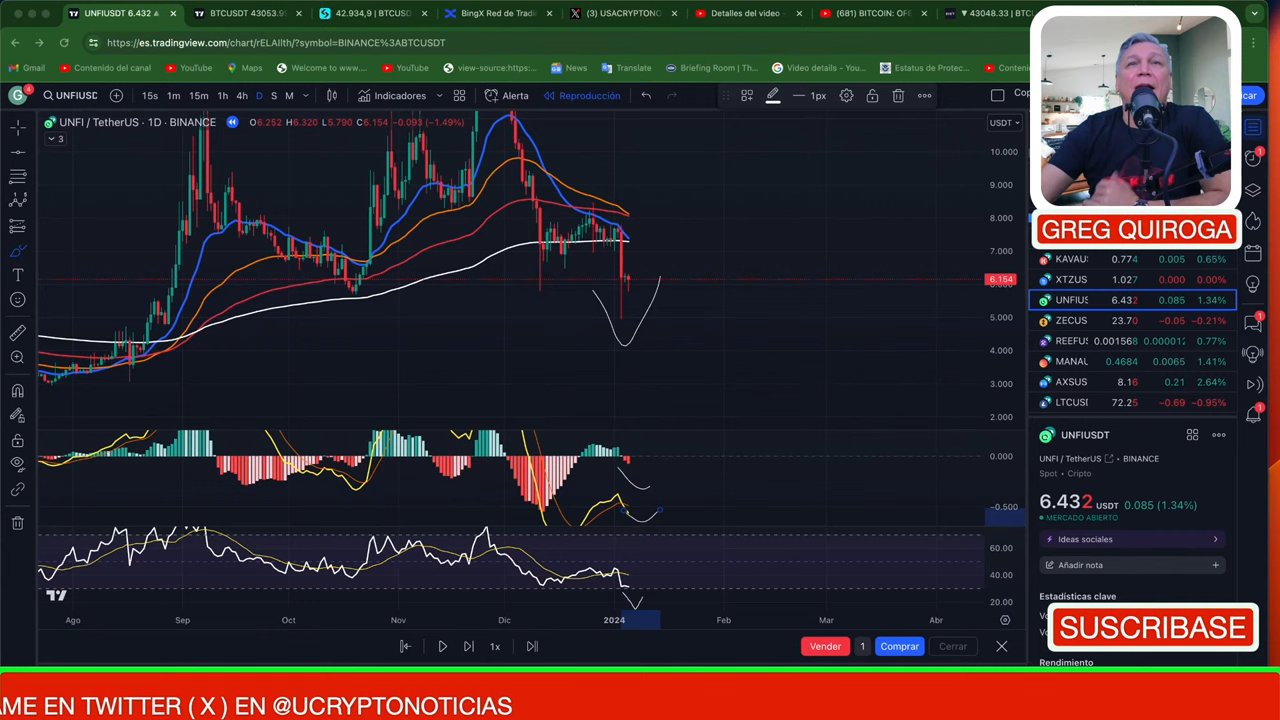 UNFIUSDT 6.432
BTCUSDT 43053.9
42.934,9 | BTCUSD
BingX Red de Tradin
(3) USACRYPTONO
Detalles del video -
(681) BITCOIN: OF
▼ 43048.33 | BTC
https://es.tradingview.com/chart/rELAllth/?symbol=BINANCE%3ABTCUSDT
Gmail
Contenido del canal
YouTube
Maps
Welcome to www....
YouTube
view-source:https:...
News
Translate
Briefing Room | Th...
Video details - You...
Estatus de Protec...
G
4
UNFIUSD
15s
1m
15m
1h
4h
D
S
M
Indicadores
Alerta
Reproducción
1px
UNFI / TetherUS · 1D · BINANCE
O6.252 H6.320 L5.790 C6.154 −0.093 (−1.49%)
3
USDT
10.000
9.000
8.000
7.000
6.154
5.000
4.000
3.000
2.000
0.000
−0.500
60.00
40.00
20.00
Ago
Sep
Oct
Nov
Dic
2024
Feb
Mar
Abr
1x
Vender
1
Comprar
Cerrar
GREG QUIROGA
KAVAU: 0.774 0.005 0.65%
XTZUS 1.027 0.000 0.00%
UNFIUS 6.432 0.085 1.34%
ZECUS 23.70 −0.05 −0.21%
REEFU: 0.001568 0.000012 0.77%
MANAU 0.4684 0.0065 1.41%
AXSUS 8.16 0.21 2.64%
LTCUSD 72.25 −0.69 −0.95%
UNFIUSDT
UNFI / TetherUS
BINANCE
Spot • Cripto
6.432 USDT 0.085 (1.34%)
MERCADO ABIERTO
Ideas sociales
Añadir nota
Estadísticas clave
SUSCRIBASE
Rendimiento
AME EN TWITTER ( X ) EN @UCRYPTONOTICIAS